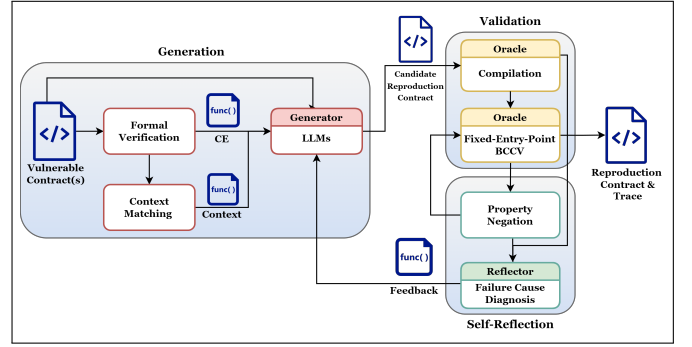 Generation
Vulnerable
Contract(s)
Formal
Verification
func( )
CE
Context
Matching
func( )
Context
Generator
LLMs
Candidate
Reproduction
Contract
Validation
Oracle
Compilation
Oracle
Fixed-Entry-Point
BCCV
Reproduction
Contract &
Trace
Property
Negation
Reflector
Failure Cause
Diagnosis
func( )
Feedback
Self-Reflection